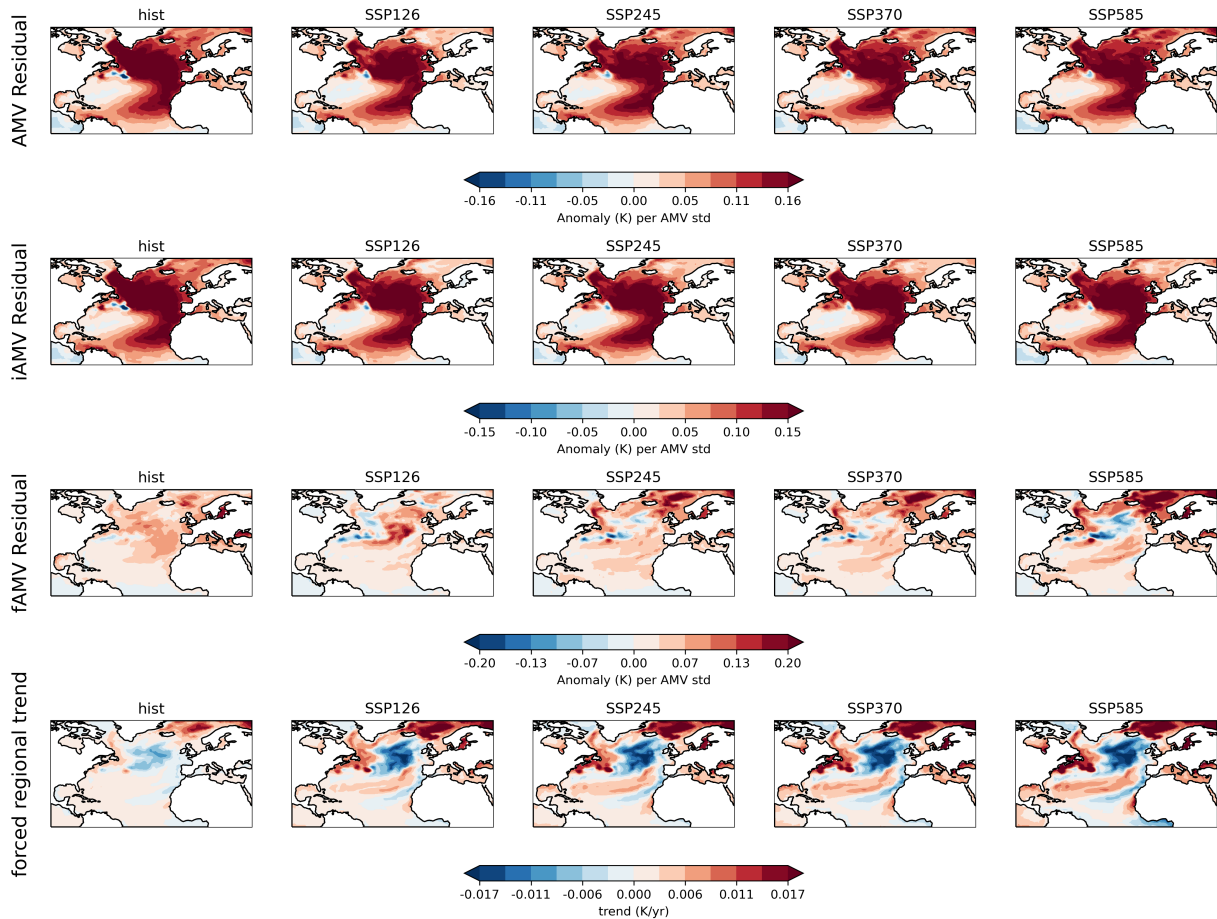 AMV Residual
hist SSP126 SSP245 SSP370 SSP585
-0.16 -0.11 -0.05 0.00 0.05 0.11 0.16
Anomaly (K) per AMV std
iAMV Residual
hist SSP126 SSP245 SSP370 SSP585
-0.15 -0.10 -0.05 0.00 0.05 0.10 0.15
Anomaly (K) per AMV std
fAMV Residual
hist SSP126 SSP245 SSP370 SSP585
-0.20 -0.13 -0.07 0.00 0.07 0.13 0.20
Anomaly (K) per AMV std
forced regional trend
hist SSP126 SSP245 SSP370 SSP585
-0.017 -0.011 -0.006 0.000 0.006 0.011 0.017
trend (K/yr)